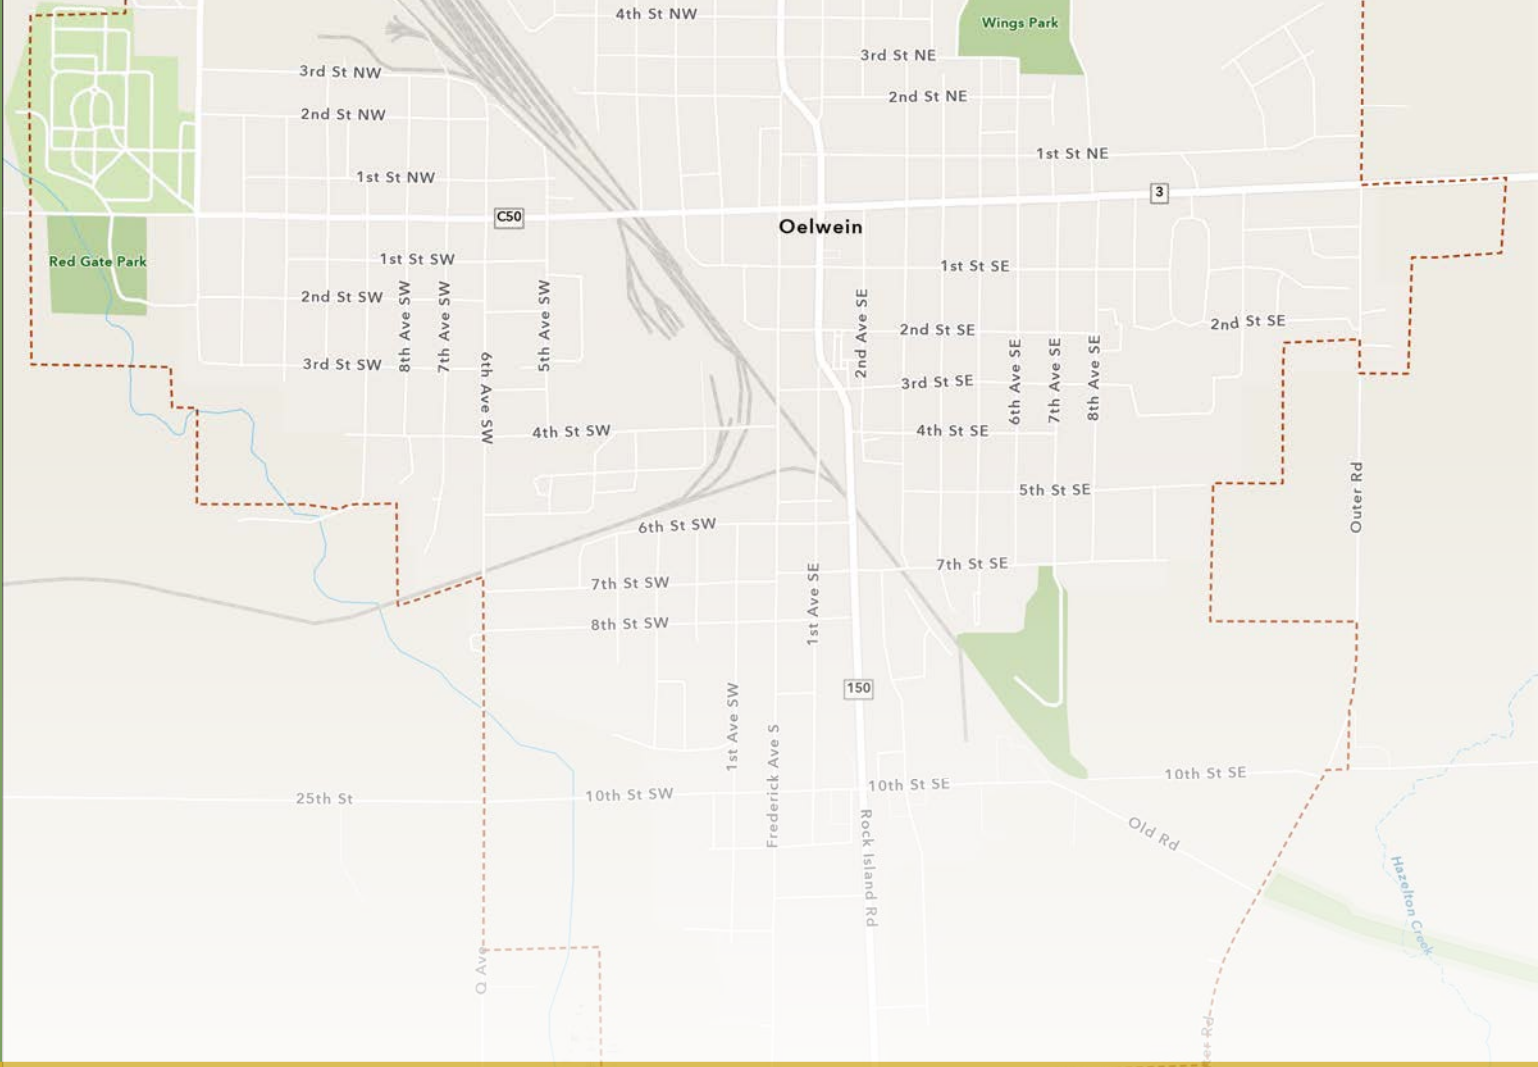 4th St NW
Wings Park
3rd St NE
3rd St NW
2nd St NE
2nd St NW
1st St NE
1st St NW
3
C50
Oelwein
Red Gate Park
1st St SW
1st St SE
2nd St SW
8th Ave SW
7th Ave SW
5th Ave SW
2nd Ave SE
2nd St SE
2nd St SE
3rd St SW
6th Ave SW
3rd St SE
6th Ave SE
7th Ave SE
8th Ave SE
4th St SW
4th St SE
5th St SE
Outer Rd
6th St SW
7th St SE
7th St SW
1st Ave SE
8th St SW
150
1st Ave SW
Frederick Ave S
10th St SE
10th St SE
25th St
10th St SW
Rock Island Rd
Old Rd
Hazelton Creek
Q Ave
Rd